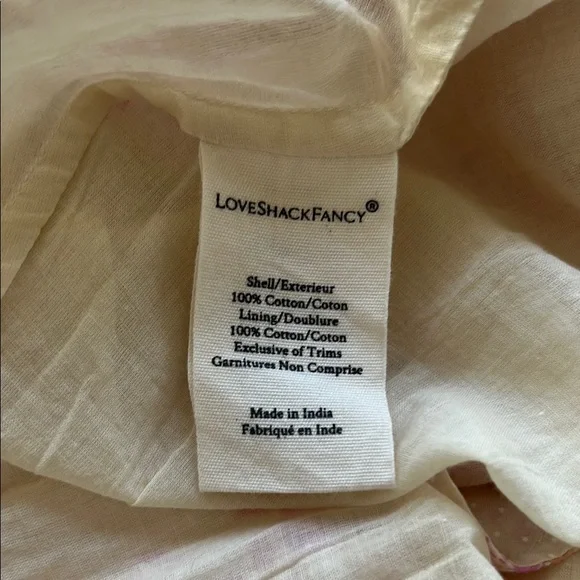 LoveShackFancy®
Shell/Exterieur
100% Cotton/Coton
Lining/Doublure
100% Cotton/Coton
Exclusive of Trims
Garnitures Non Comprise
Made in India
Fabriqué en Inde